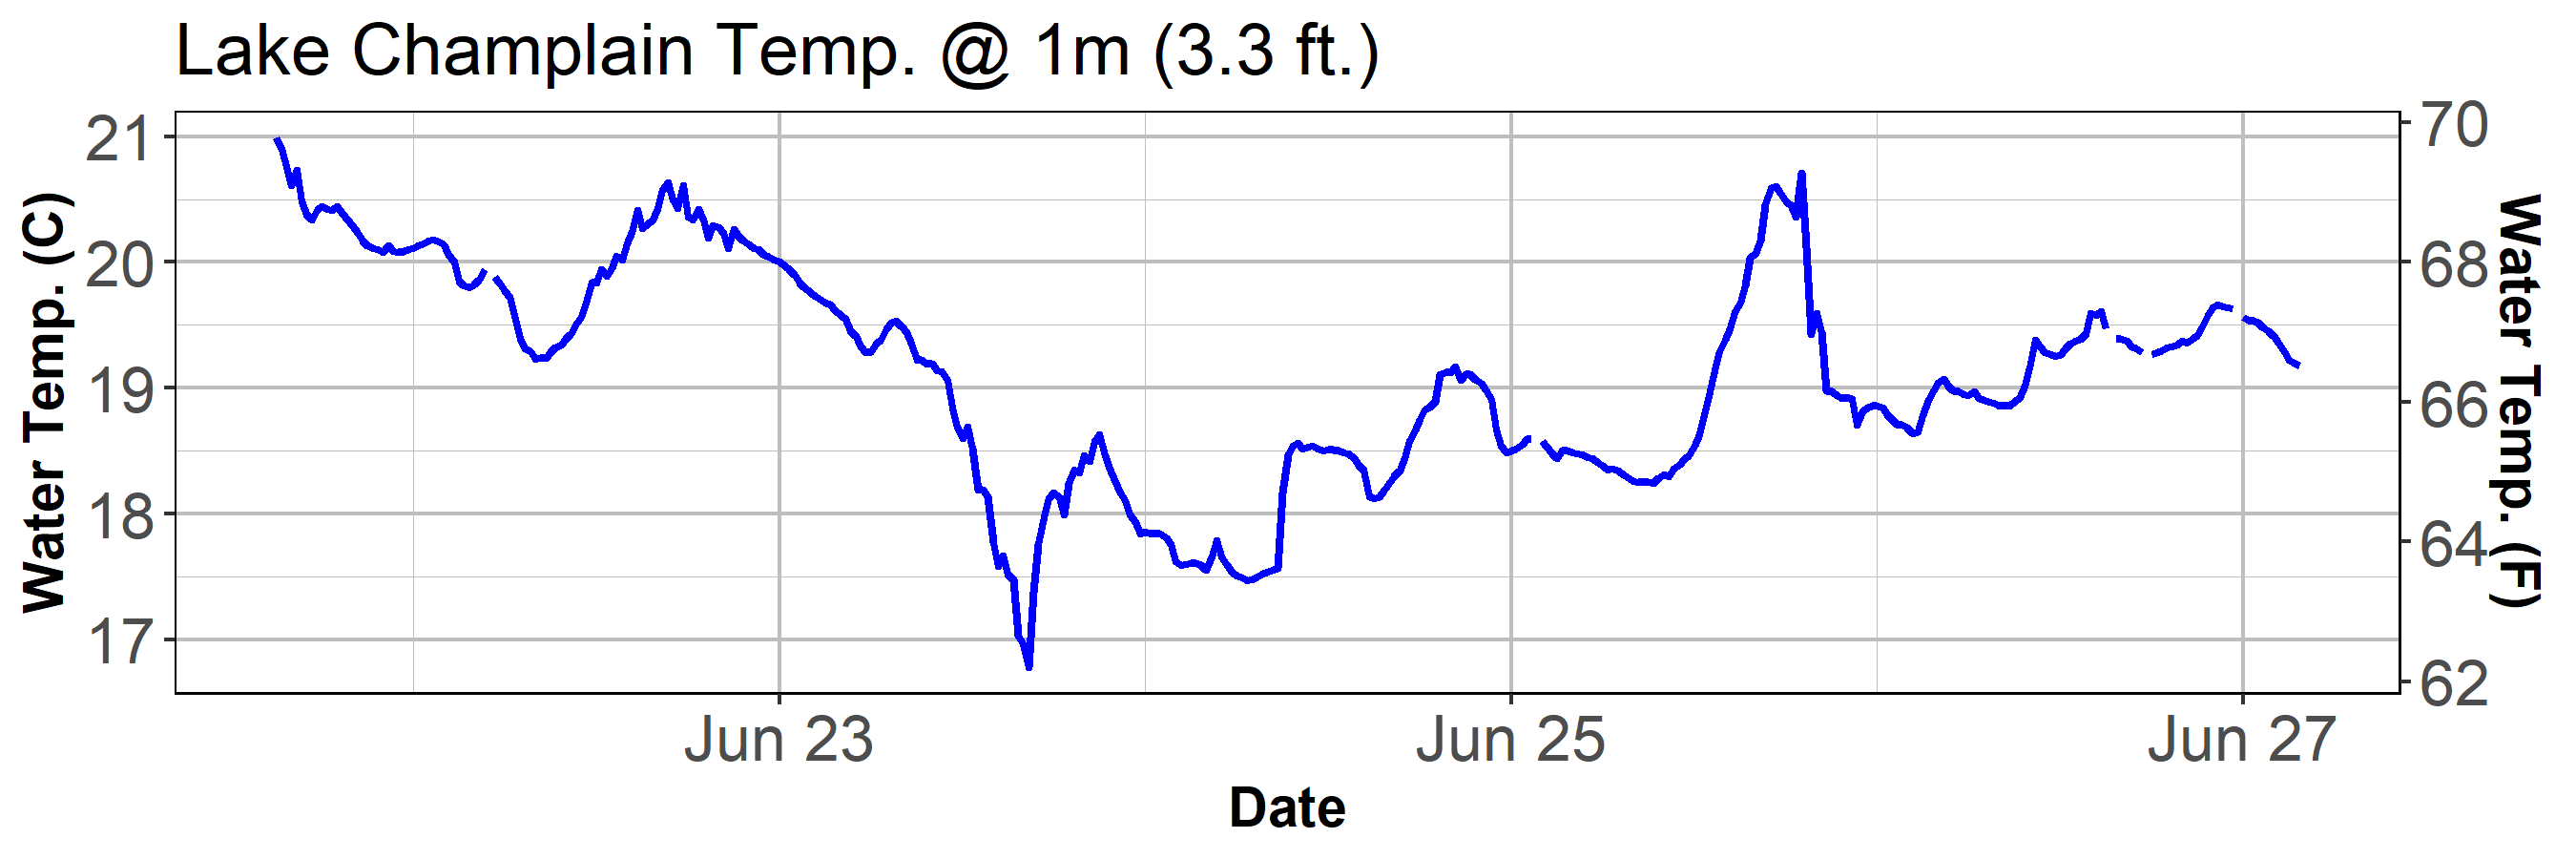 Lake Champlain Temp. @ 1m (3.3 ft.)
Water Temp. (C)
21
20
19
18
17
70
68
66
64
62
Water Temp. (F)
Jun 23
Jun 25
Jun 27
Date